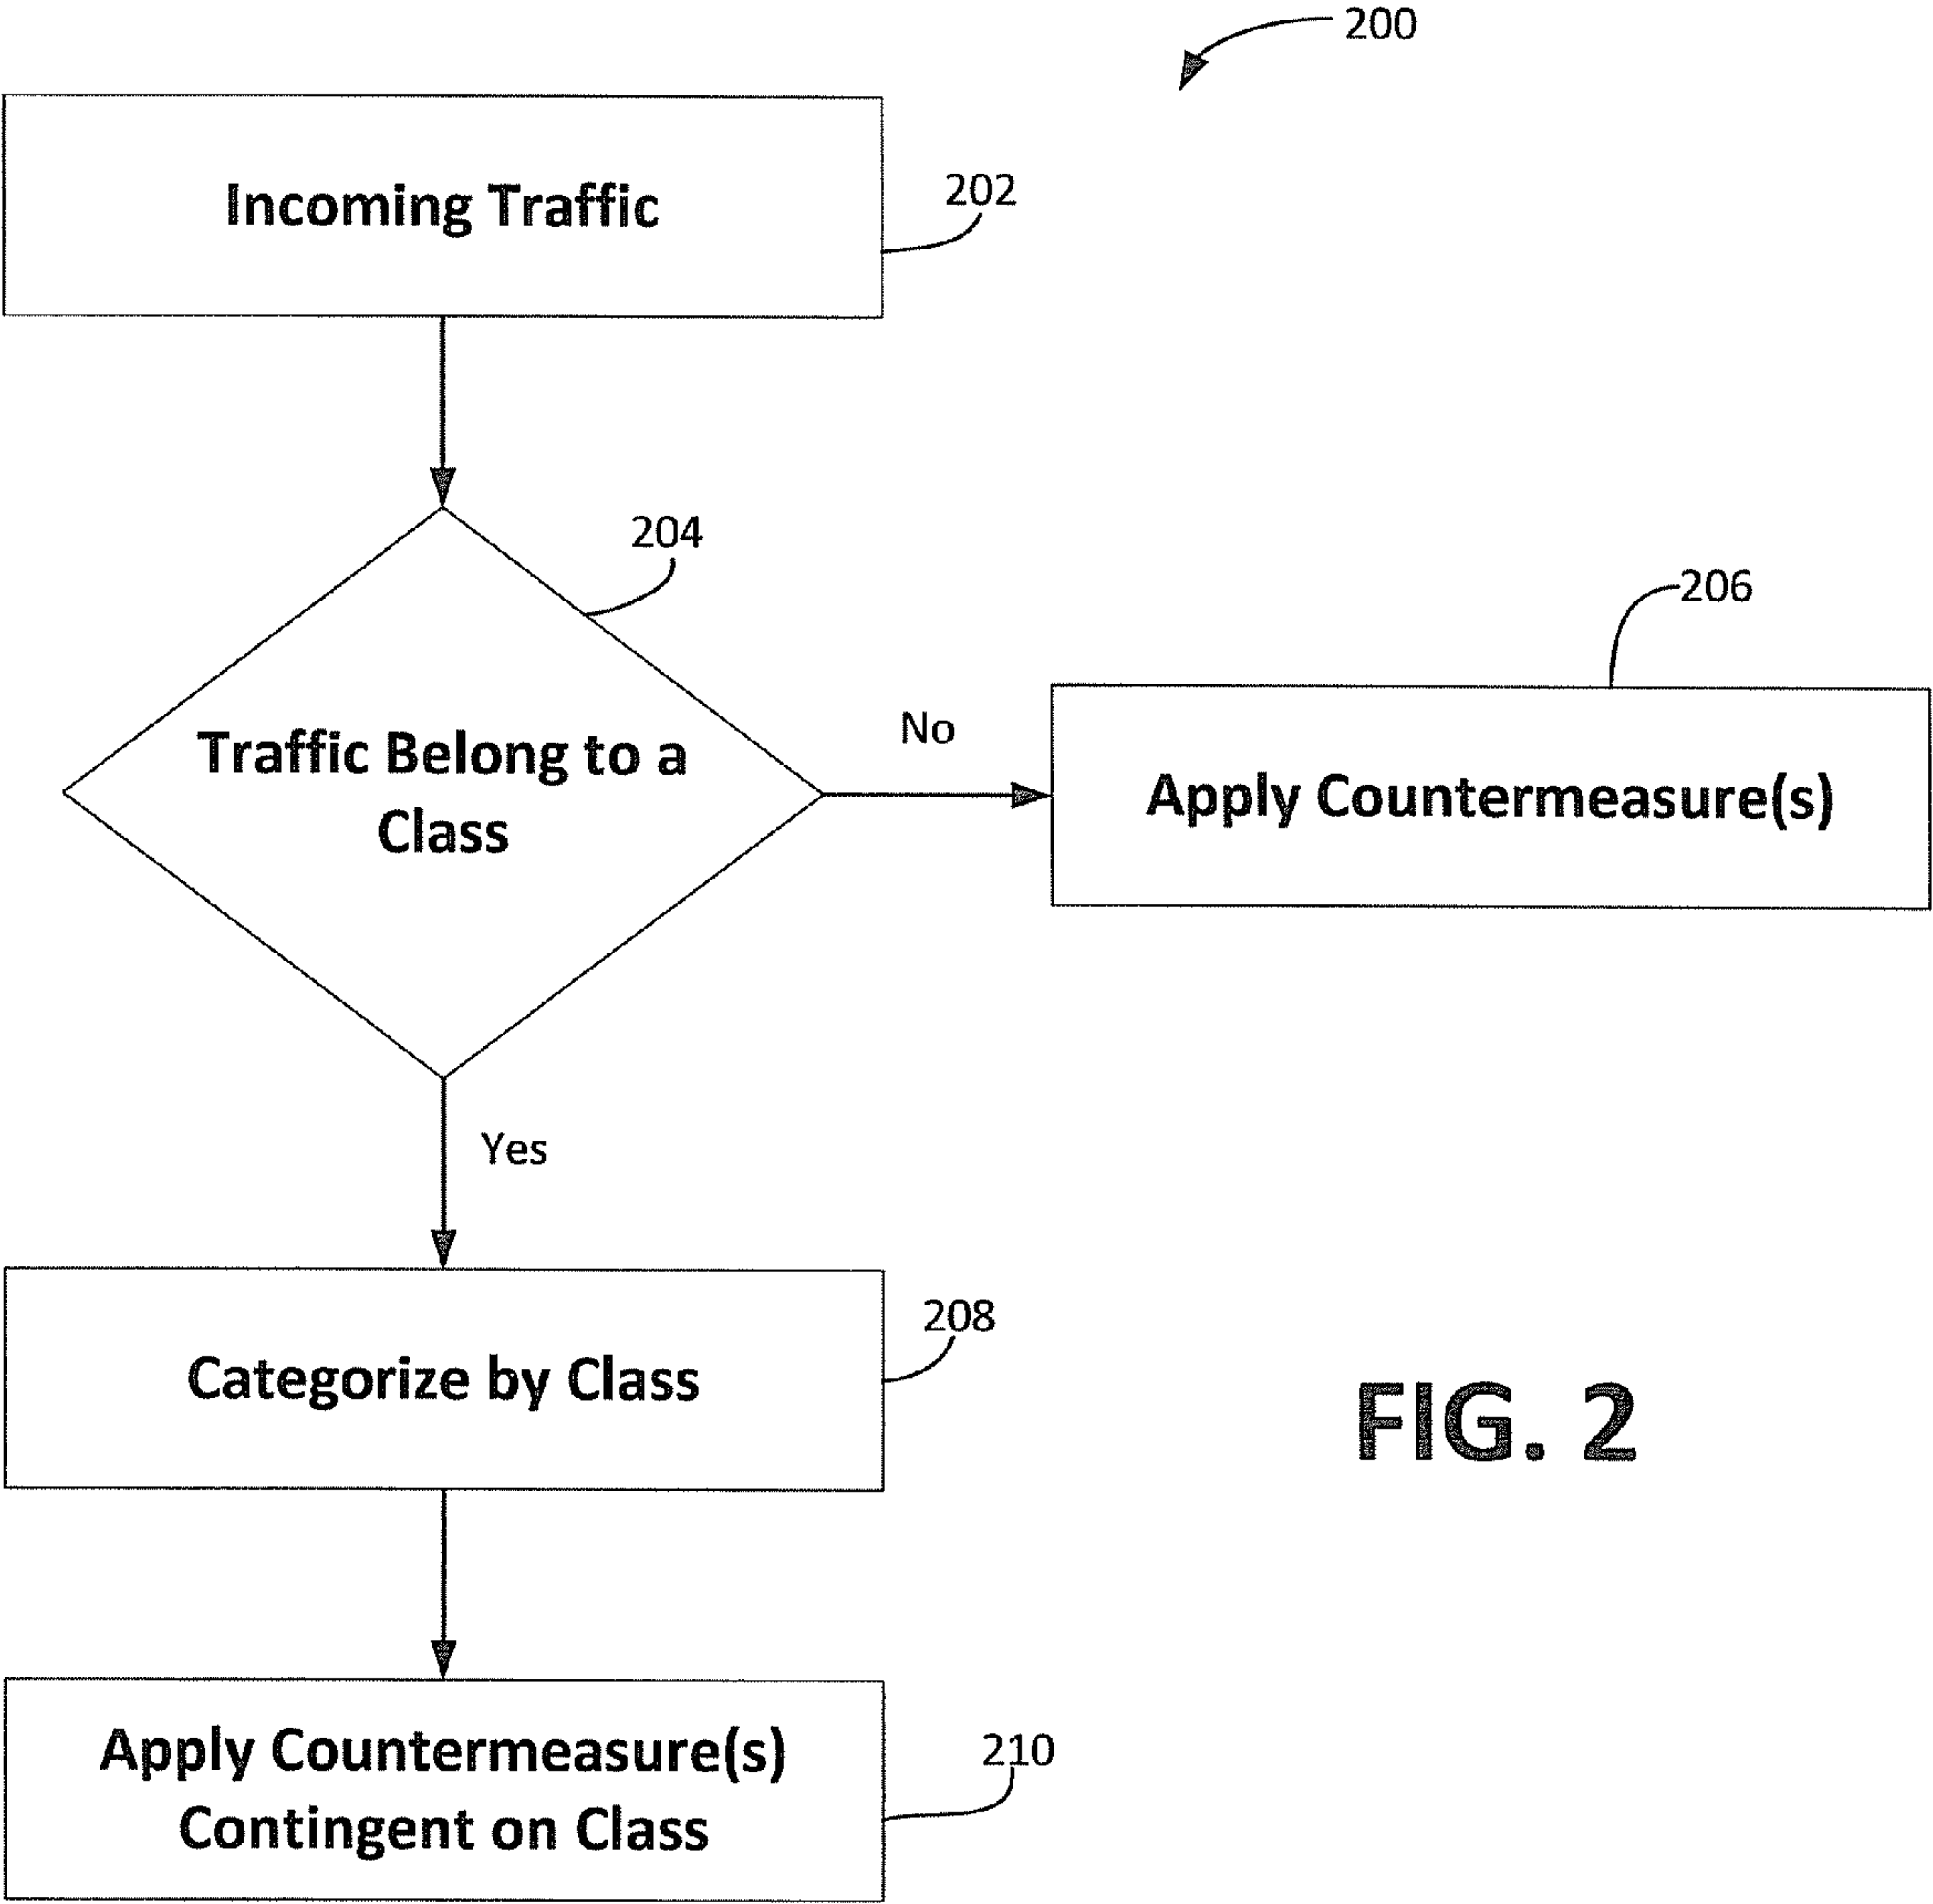 200
Incoming Traffic
202
204
Traffic Belong to a
Class
No
206
Apply Countermeasure(s)
Yes
Categorize by Class
208
FIG. 2
Apply Countermeasure(s)
Contingent on Class
210